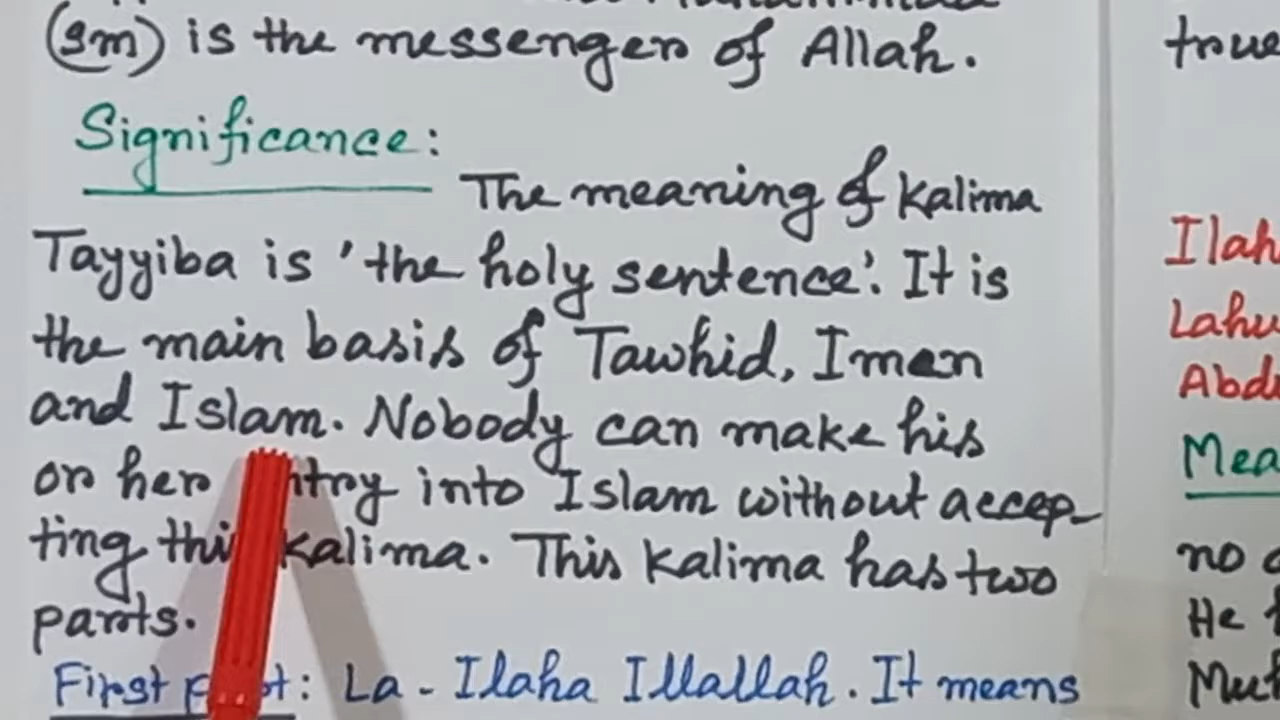 (sm) is the messenger of Allah.
Significance:
The meaning of Kalima
Tayyiba is 'the holy sentence'. It is
the main basis of Tawhid, Iman
and Islam. Nobody can make his
or her into Islam without accep-
ting Kalima. This Kalima has two
parts.
First : La - Ilaha Illallah. It means
true
Ilah
Lahu
Abd
Mea
no
He
Mu